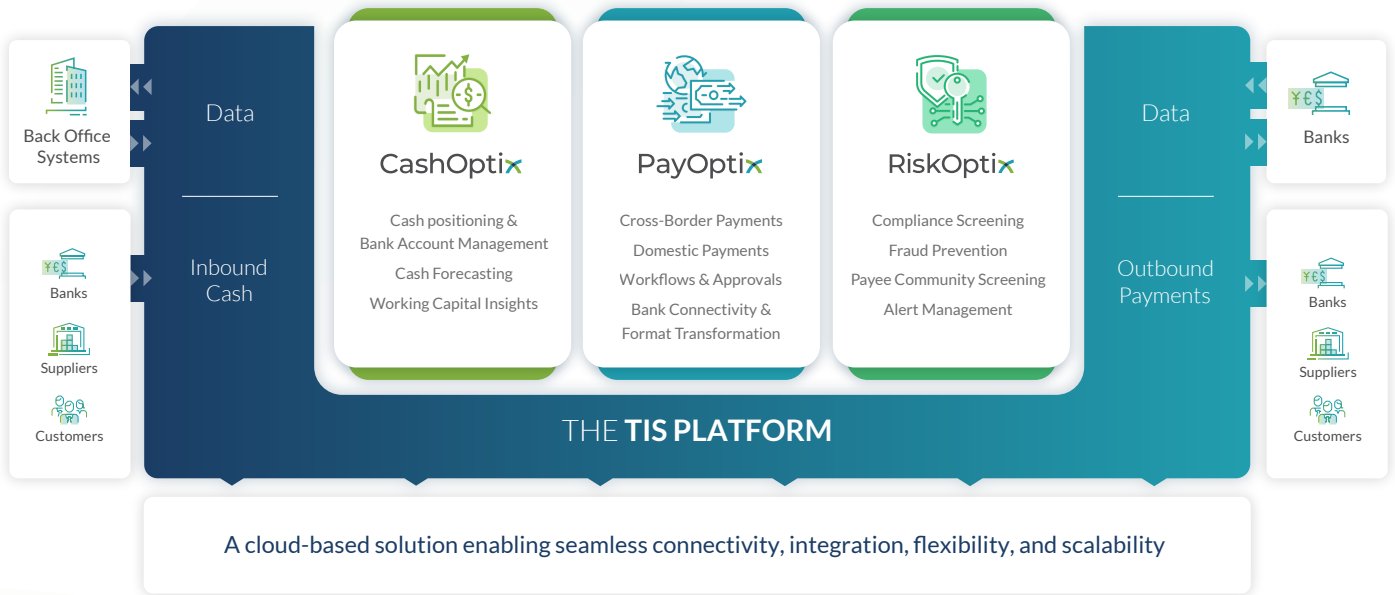 Back Office
Systems
Banks
Suppliers
Customers
Data
Inbound
Cash
CashOptix
Cash positioning &
Bank Account Management
Cash Forecasting
Working Capital Insights
PayOptix
Cross-Border Payments
Domestic Payments
Workflows & Approvals
Bank Connectivity &
Format Transformation
RiskOptix
Compliance Screening
Fraud Prevention
Payee Community Screening
Alert Management
Data
Outbound
Payments
Banks
Banks
Suppliers
Customers
¥€$
¥€$
¥€$
$
THE TIS PLATFORM
A cloud-based solution enabling seamless connectivity, integration, flexibility, and scalability